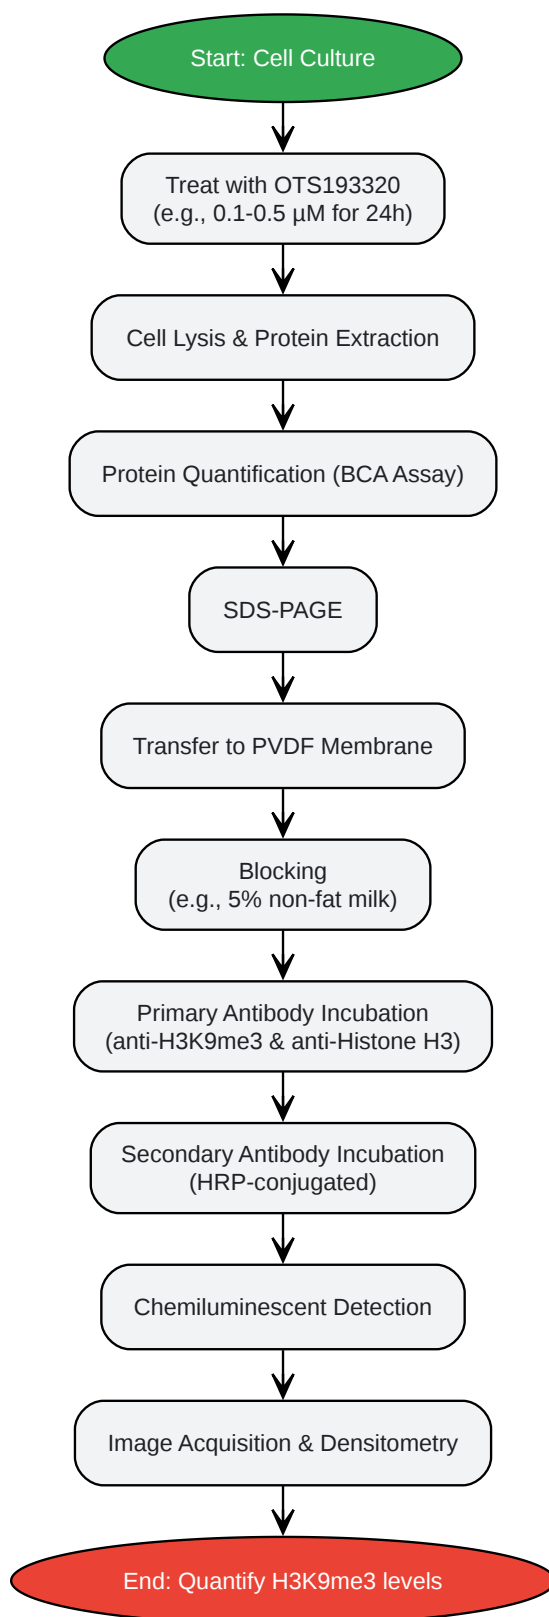 Start: Cell Culture
Treat with OTS193320
(e.g., 0.1-0.5 µM for 24h)
Cell Lysis & Protein Extraction
Protein Quantification (BCA Assay)
SDS-PAGE
Transfer to PVDF Membrane
Blocking
(e.g., 5% non-fat milk)
Primary Antibody Incubation
(anti-H3K9me3 & anti-Histone H3)
Secondary Antibody Incubation
(HRP-conjugated)
Chemiluminescent Detection
Image Acquisition & Densitometry
End: Quantify H3K9me3 levels